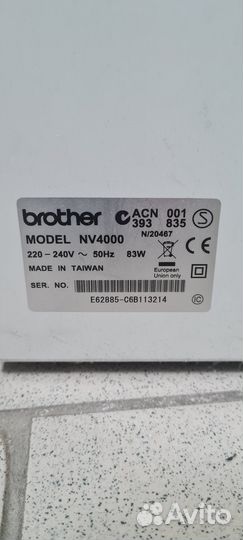 brother
ACN 001
393 835
N/20467
S
MODEL NV4000
220-240V ~ 50Hz 83W
MADE IN TAIWAN
European
Union only
SER. NO.
E62885-C6B113214
Avito